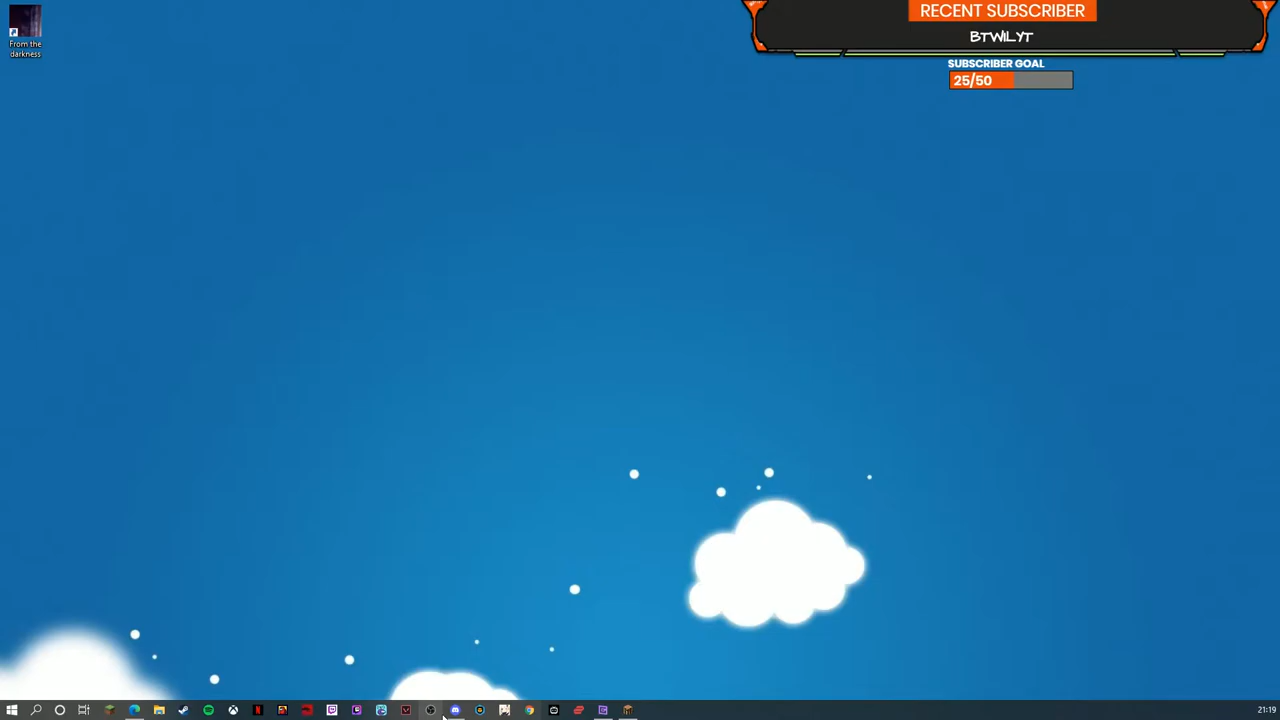 From the
darkness
RECENT SUBSCRIBER
BTWILYT
SUBSCRIBER GOAL
25/50
21:19